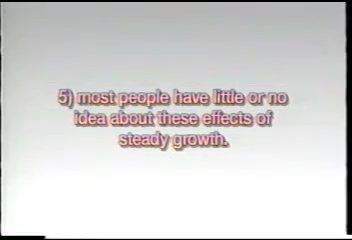 5) most people have little or no
idea about these effects of
steady growth.